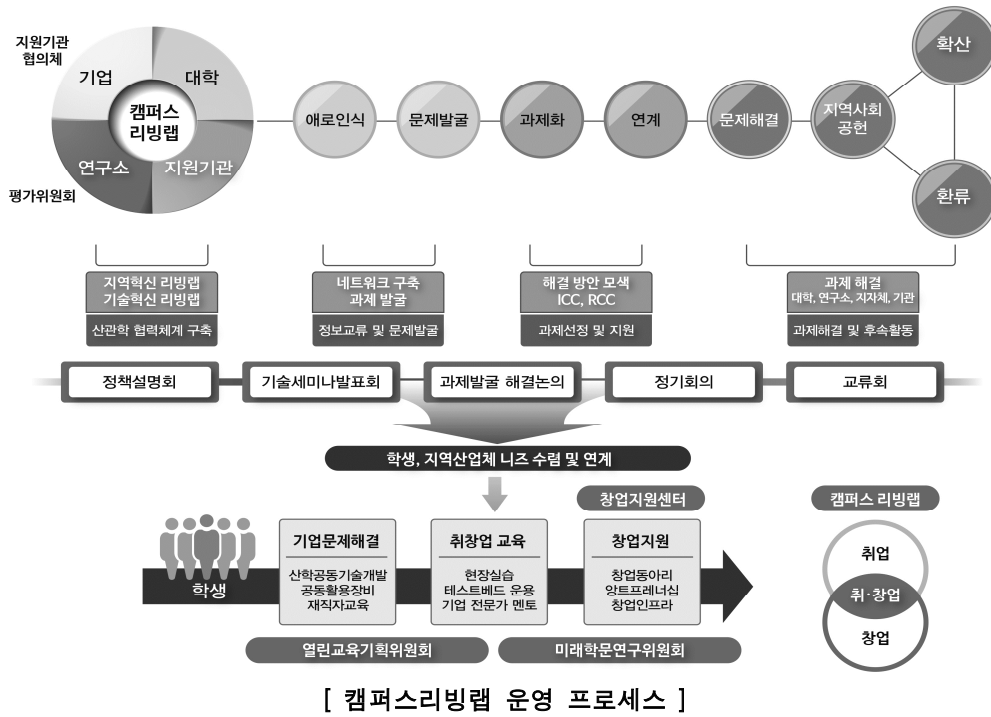 지원기관
협의체
기업
대학
캠퍼스
리빙랩
연구소
지원기관
평가위원회
애로인식
문제발굴
과제화
연계
문제해결
지역사회
공헌
확산
환류
지역혁신 리빙랩
기술혁신 리빙랩
산관학 협력체계 구축
네트워크 구축
과제 발굴
정보교류 및 문제발굴
해결 방안 모색
ICC, RCC
과제선정 및 지원
과제 해결
대학, 연구소, 지자체, 기관
과제해결 및 후속활동
정책설명회
기술세미나발표회
과제발굴 해결논의
정기회의
교류회
학생, 지역산업체 니즈 수렴 및 연계
학생
기업문제해결
산학공동기술개발
공동활용장비
재직자교육
취창업 교육
현장실습
테스트베드 운용
기업 전문가 멘토
창업지원센터
창업지원
창업동아리
앙트프레너십
창업인프라
캠퍼스 리빙랩
취업
취·창업
창업
열린교육기획위원회
미래학문연구위원회
[ 캠퍼스리빙랩 운영 프로세스 ]